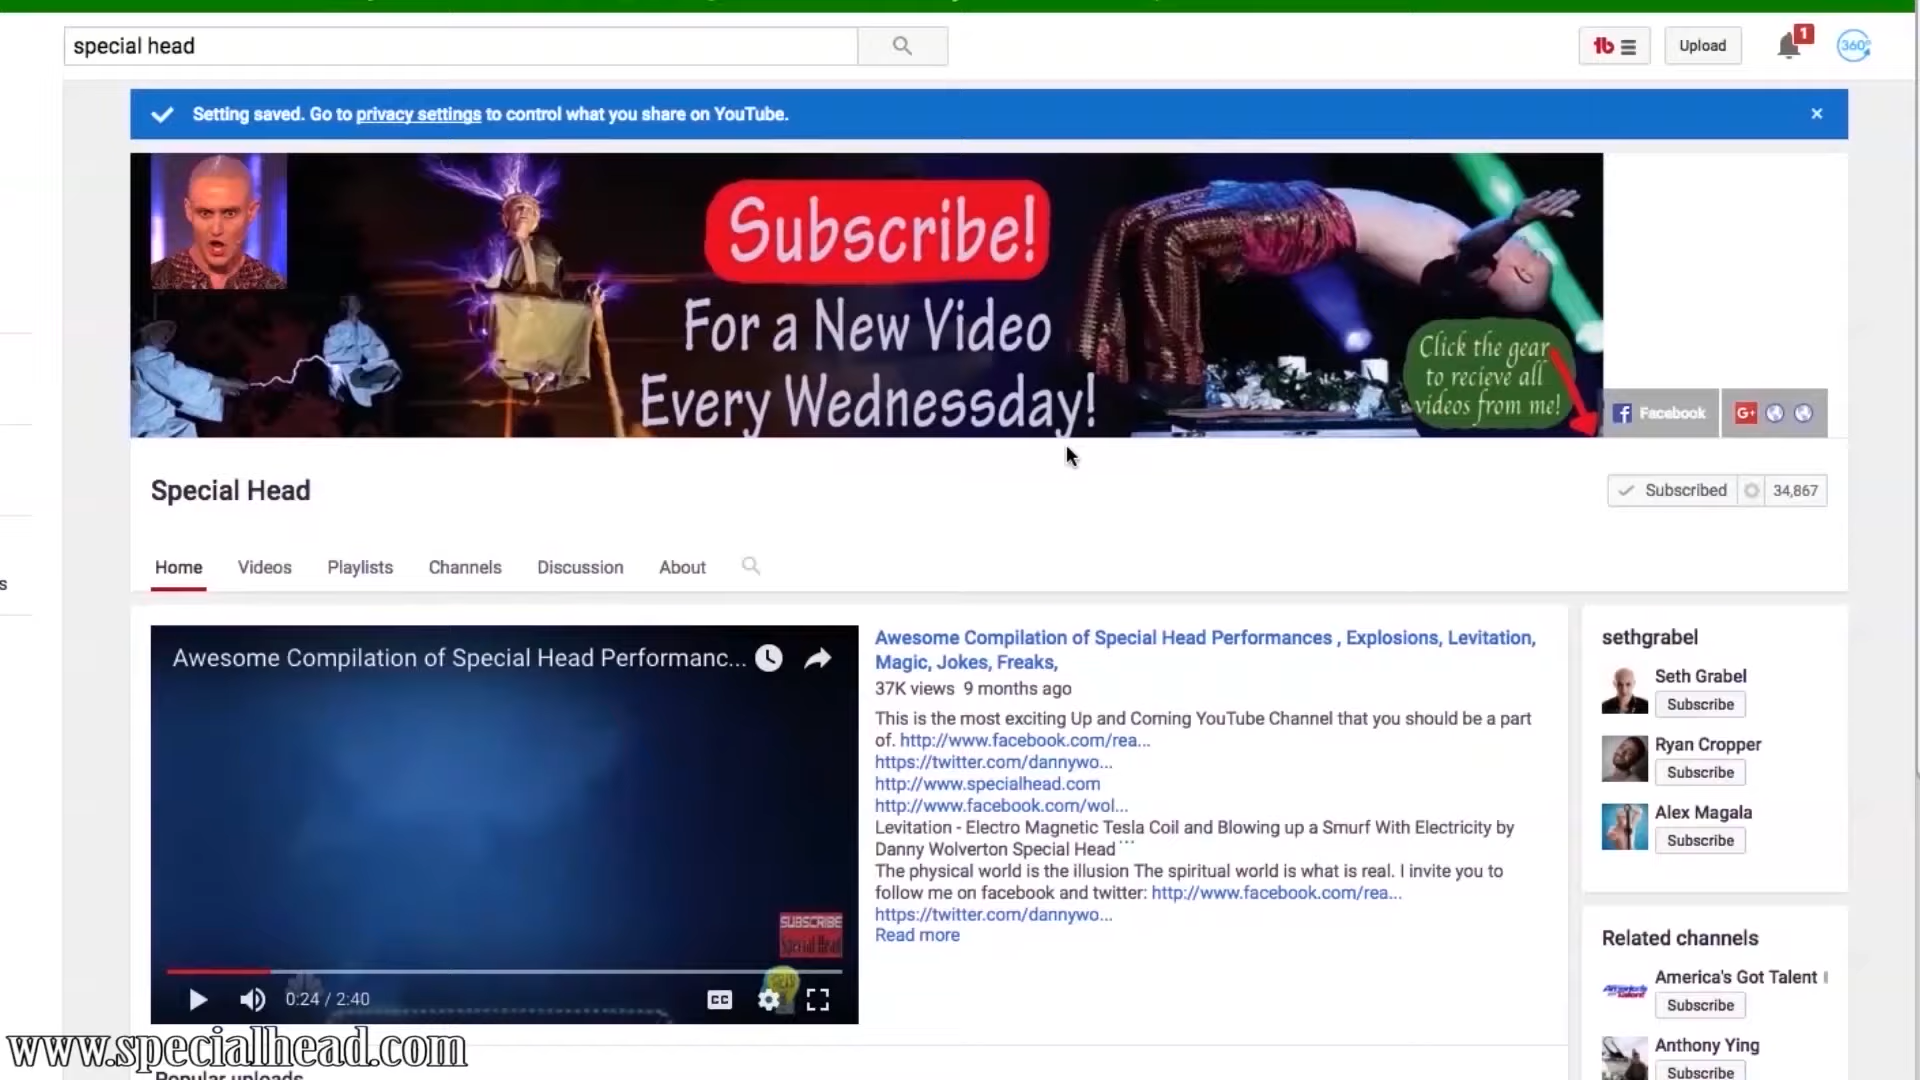 special head
Upload
1
360°
Setting saved. Go to privacy settings to control what you share on YouTube.
Subscribe!
For a New Video
Every Wednessday!
Click the gear
to recieve all
videos from me!
Facebook
G+
Special Head
Subscribed
34,867
Home
Videos
Playlists
Channels
Discussion
About
s
Awesome Compilation of Special Head Performanc...
SUBSCRIBE
Special Head
0:24 / 2:40
CC
Awesome Compilation of Special Head Performances , Explosions, Levitation,
Magic, Jokes, Freaks,
37K views 9 months ago
This is the most exciting Up and Coming YouTube Channel that you should be a part
of. http://www.facebook.com/rea...
https://twitter.com/dannywo...
http://www.specialhead.com
http://www.facebook.com/wol...
Levitation - Electro Magnetic Tesla Coil and Blowing up a Smurf With Electricity by
Danny Wolverton Special Head
The physical world is the illusion The spiritual world is what is real. I invite you to
follow me on facebook and twitter: http://www.facebook.com/rea...
https://twitter.com/dannywo...
Read more
sethgrabel
Seth Grabel
Subscribe
Ryan Cropper
Subscribe
Alex Magala
Subscribe
Related channels
America's Got Talent
Subscribe
Anthony Ying
Subscribe
www.specialhead.com
Popular uploads